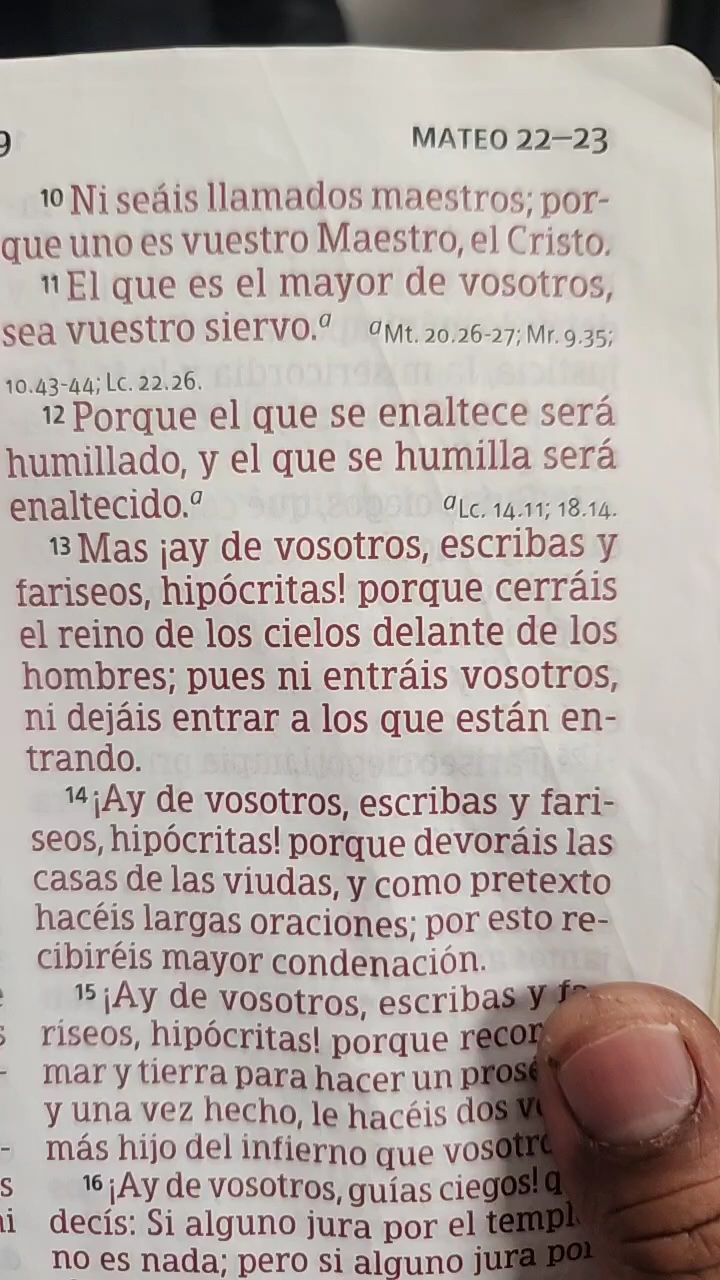 9 MATEO 22–23
10 Ni seáis llamados maestros; por-
que uno es vuestro Maestro, el Cristo.
11 El que es el mayor de vosotros,
sea vuestro siervo.a aMt. 20.26-27; Mr. 9.35;
10.43-44; Lc. 22.26.
12 Porque el que se enaltece será
humillado, y el que se humilla será
enaltecido.a aLc. 14.11; 18.14.
13 Mas ¡ay de vosotros, escribas y
fariseos, hipócritas! porque cerráis
el reino de los cielos delante de los
hombres; pues ni entráis vosotros,
ni dejáis entrar a los que están en-
trando.
14 ¡Ay de vosotros, escribas y fari-
seos, hipócritas! porque devoráis las
casas de las viudas, y como pretexto
hacéis largas oraciones; por esto re-
cibiréis mayor condenación.
15 ¡Ay de vosotros, escribas y
riseos, hipócritas! porque
mar y tierra para hacer un
y una vez hecho, le hacéis dos
más hijo del infierno que
16 ¡Ay de vosotros, guías ciegos!
decís: Si alguno jura por el
no es nada; pero si alguno jura por